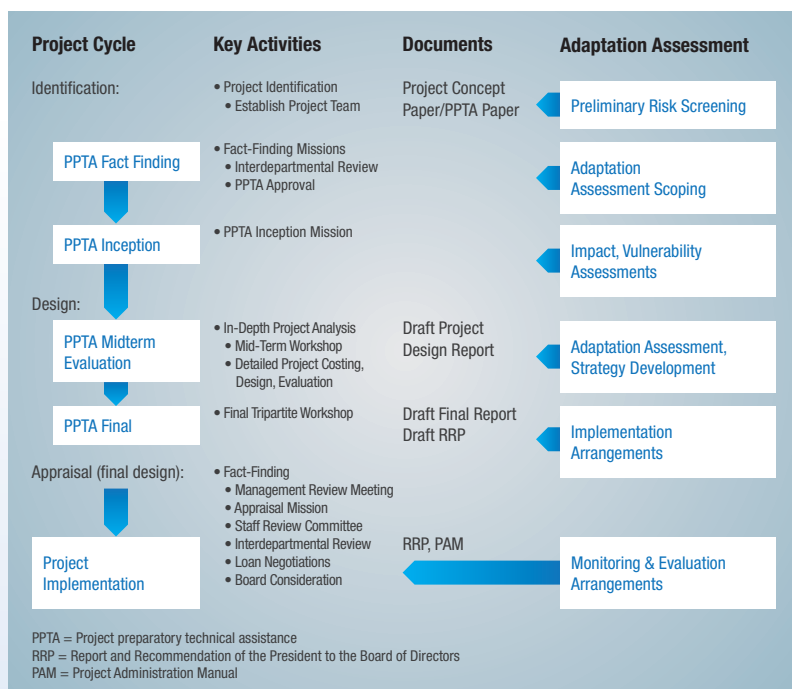 Project Cycle
Key Activities
Documents
Adaptation Assessment
Identification:
• Project Identification
• Establish Project Team
Project Concept
Paper/PPTA Paper
Preliminary Risk Screening
PPTA Fact Finding
• Fact-Finding Missions
• Interdepartmental Review
• PPTA Approval
Adaptation
Assessment Scoping
PPTA Inception
• PPTA Inception Mission
Impact, Vulnerability
Assessments
Design:
PPTA Midterm
Evaluation
• In-Depth Project Analysis
• Mid-Term Workshop
• Detailed Project Costing,
Design, Evaluation
Draft Project
Design Report
Adaptation Assessment,
Strategy Development
PPTA Final
• Final Tripartite Workshop
Draft Final Report
Draft RRP
Implementation
Arrangements
Appraisal (final design):
• Fact-Finding
• Management Review Meeting
• Appraisal Mission
• Staff Review Committee
• Interdepartmental Review
• Loan Negotiations
• Board Consideration
Project
Implementation
RRP, PAM
Monitoring & Evaluation
Arrangements
PPTA = Project preparatory technical assistance
RRP = Report and Recommendation of the President to the Board of Directors
PAM = Project Administration Manual